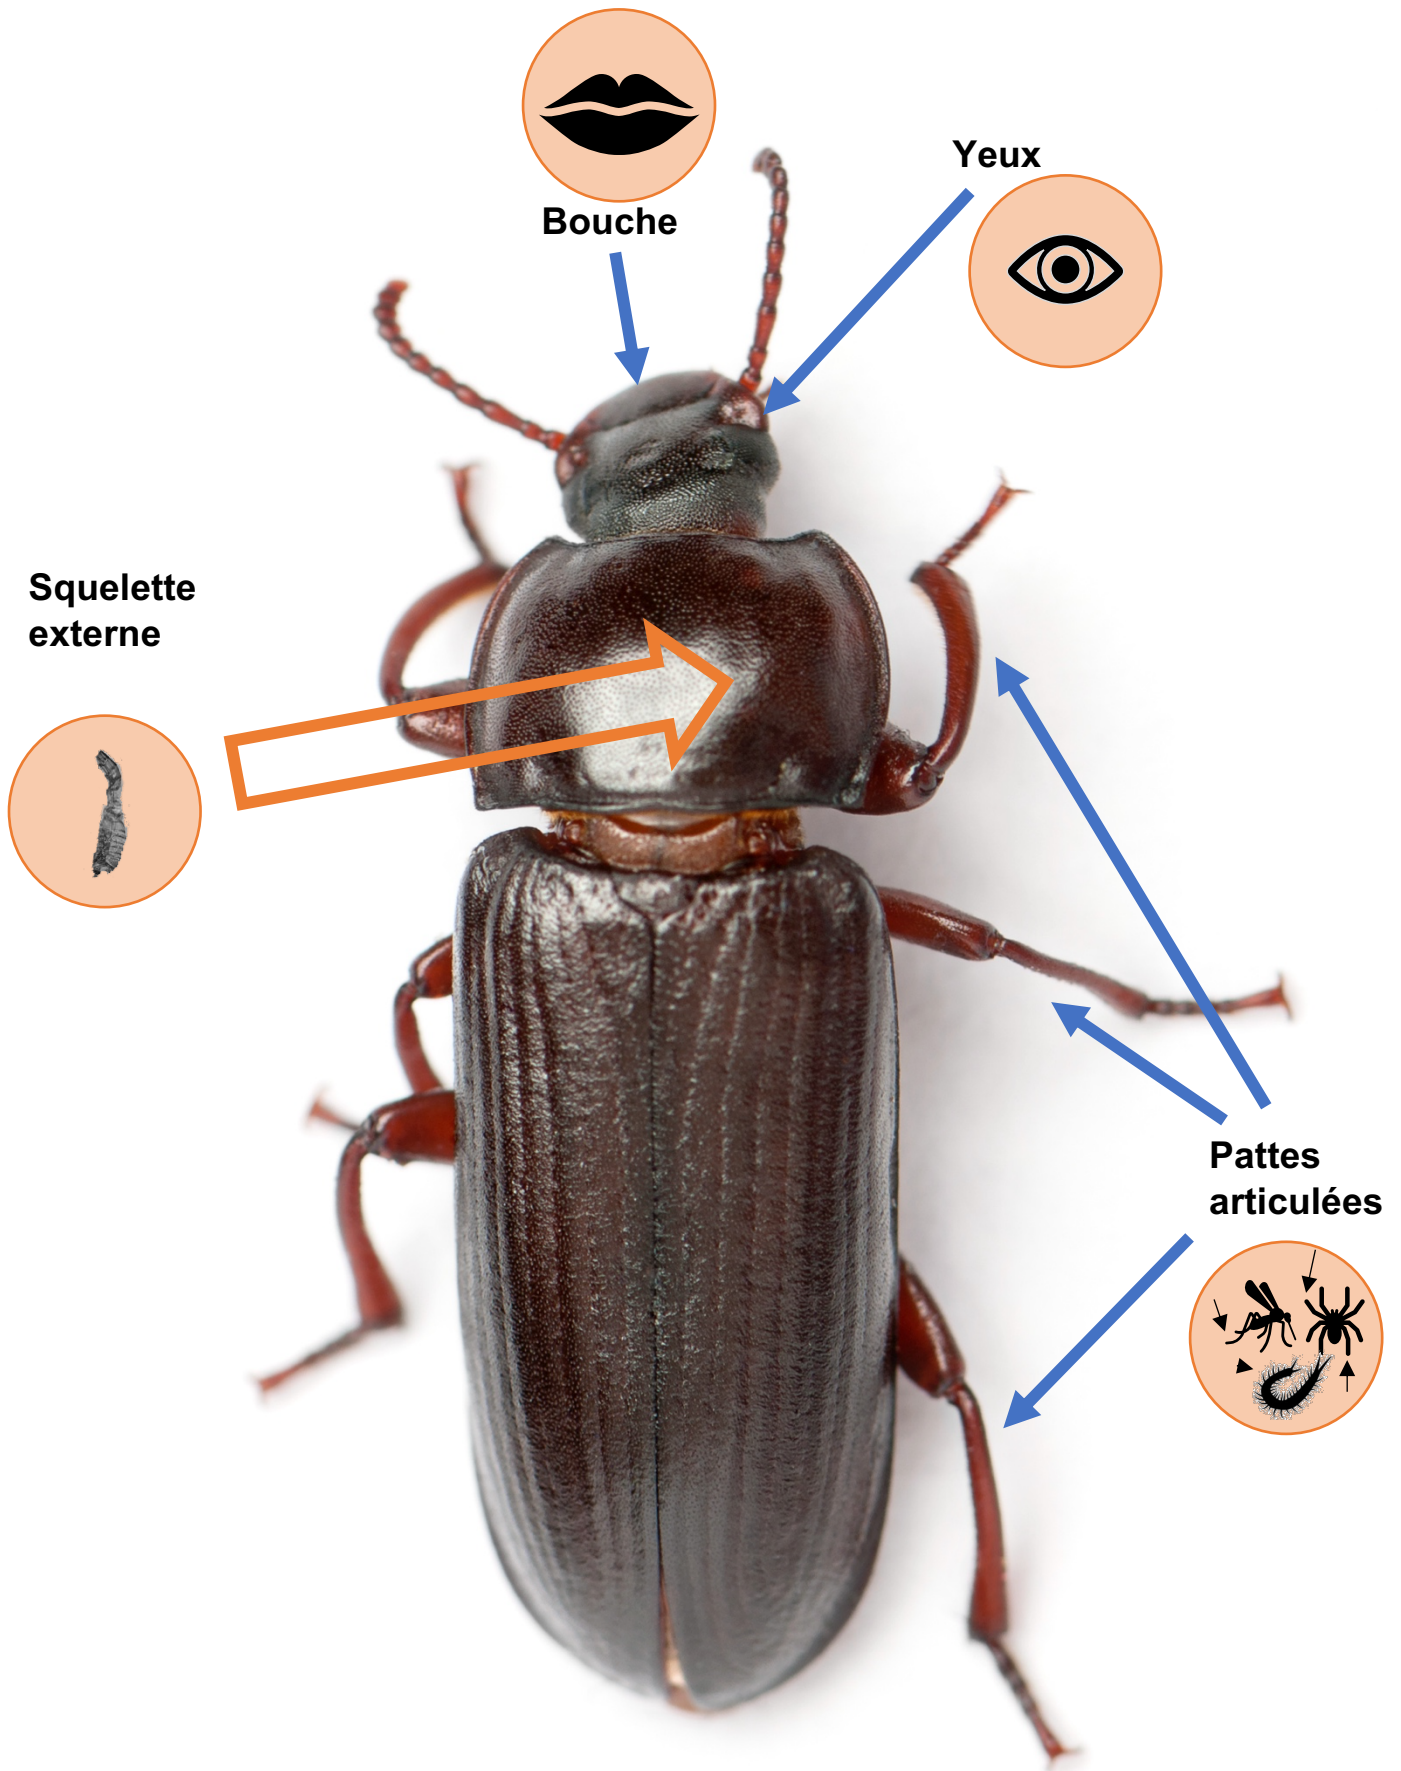 Yeux
Bouche
Squelette
externe
Pattes
articulées